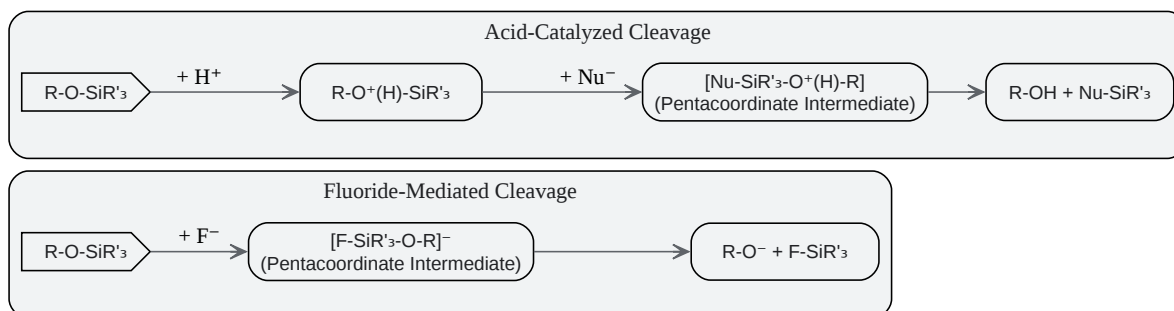 Acid-Catalyzed Cleavage
R-O-SiR'₃
+ H⁺
R-O⁺(H)-SiR'₃
+ Nu⁻
[Nu-SiR'₃-O⁺(H)-R]
(Pentacoordinate Intermediate)
R-OH + Nu-SiR'₃
Fluoride-Mediated Cleavage
R-O-SiR'₃
+ F⁻
[F-SiR'₃-O-R]⁻
(Pentacoordinate Intermediate)
R-O⁻ + F-SiR'₃